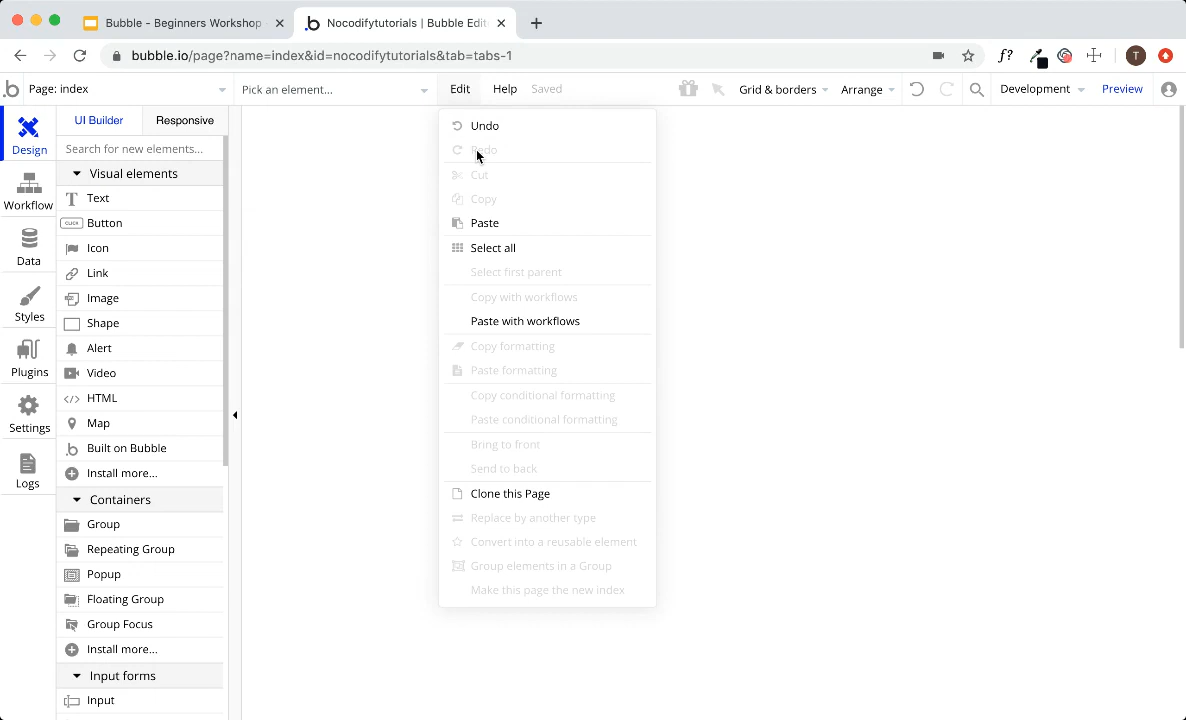 Bubble - Beginners Workshop
Nocodifytutorials | Bubble Edit
bubble.io/page?name=index&id=nocodifytutorials&tab=tabs-1
f?
T
b
Page: index
Pick an element...
Edit
Help
Saved
Grid & borders
Arrange
Development
Preview
Design
Workflow
Data
Styles
Plugins
Settings
Logs
UI Builder
Responsive
Search for new elements...
Visual elements
Text
CLICK
Button
Icon
Link
Image
Shape
Alert
Video
HTML
Map
Built on Bubble
Install more...
Containers
Group
Repeating Group
Popup
Floating Group
Group Focus
Install more...
Input forms
Input
Undo
Redo
Cut
Copy
Paste
Select all
Select first parent
Copy with workflows
Paste with workflows
Copy formatting
Paste formatting
Copy conditional formatting
Paste conditional formatting
Bring to front
Send to back
Clone this Page
Replace by another type
Convert into a reusable element
Group elements in a Group
Make this page the new index